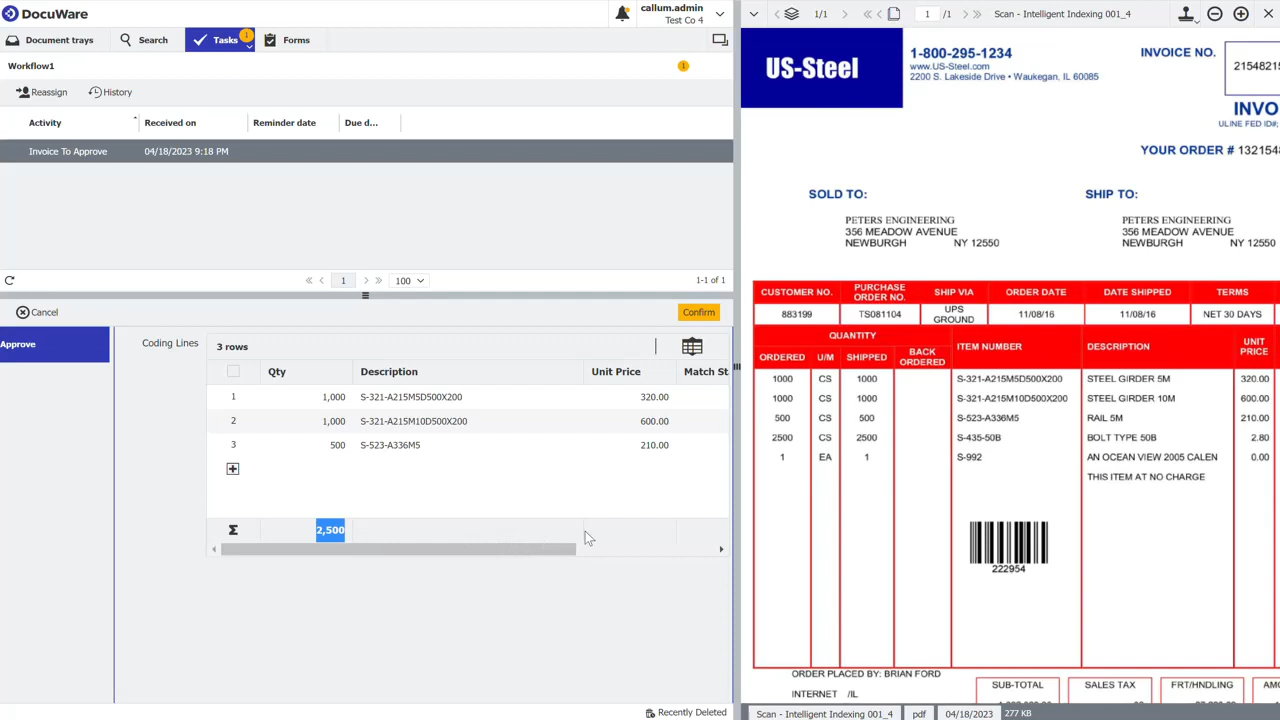 DocuWare
callum.admin
Test Co 4
Document trays
Search
Tasks
1
Forms
Workflow1
1
Reassign
History
Activity
Received on
Reminder date
Due d...
Invoice To Approve
04/18/2023 9:18 PM
1
100
1-1 of 1
Cancel
Confirm
Approve
Coding Lines
3 rows
Qty
Description
Unit Price
Match St
1
1,000
S-321-A215M5D500X200
320.00
2
1,000
S-321-A215M10D500X200
600.00
3
500
S-523-A336M5
210.00
Σ
2,500
Recently Deleted
1/1
1
/1
Scan - Intelligent Indexing 001_4
US-Steel
1-800-295-1234
www.US-Steel.com
2200 S. Lakeside Drive • Waukegan, IL 60085
INVOICE NO.
2154821
INVO
ULINE FED ID#;
YOUR ORDER # 132154
SOLD TO:
SHIP TO:
PETERS ENGINEERING
356 MEADOW AVENUE
NEWBURGH NY 12550
PETERS ENGINEERING
356 MEADOW AVENUE
NEWBURGH NY 12550
CUSTOMER NO.
PURCHASE
ORDER NO.
SHIP VIA
ORDER DATE
DATE SHIPPED
TERMS
883199
TS081104
UPS
GROUND
11/08/16
11/08/16
NET 30 DAYS
QUANTITY
ITEM NUMBER
DESCRIPTION
UNIT
PRICE
ORDERED
U/M
SHIPPED
BACK
ORDERED
1000 CS 1000 S-321-A215M5D500X200 STEEL GIRDER 5M 320.00
1000 CS 1000 S-321-A215M10D500X200 STEEL GIRDER 10M 600.00
500 CS 500 S-523-A336M5 RAIL 5M 210.00
2500 CS 2500 S-435-50B BOLT TYPE 50B 2.80
1 EA 1 S-992 AN OCEAN VIEW 2005 CALEN 0.00
THIS ITEM AT NO CHARGE
222954
ORDER PLACED BY: BRIAN FORD
INTERNET /IL
SUB-TOTAL
SALES TAX
FRT/HNDLING
AMO
Scan - Intelligent Indexing 001_4
pdf
04/18/2023
277 KB